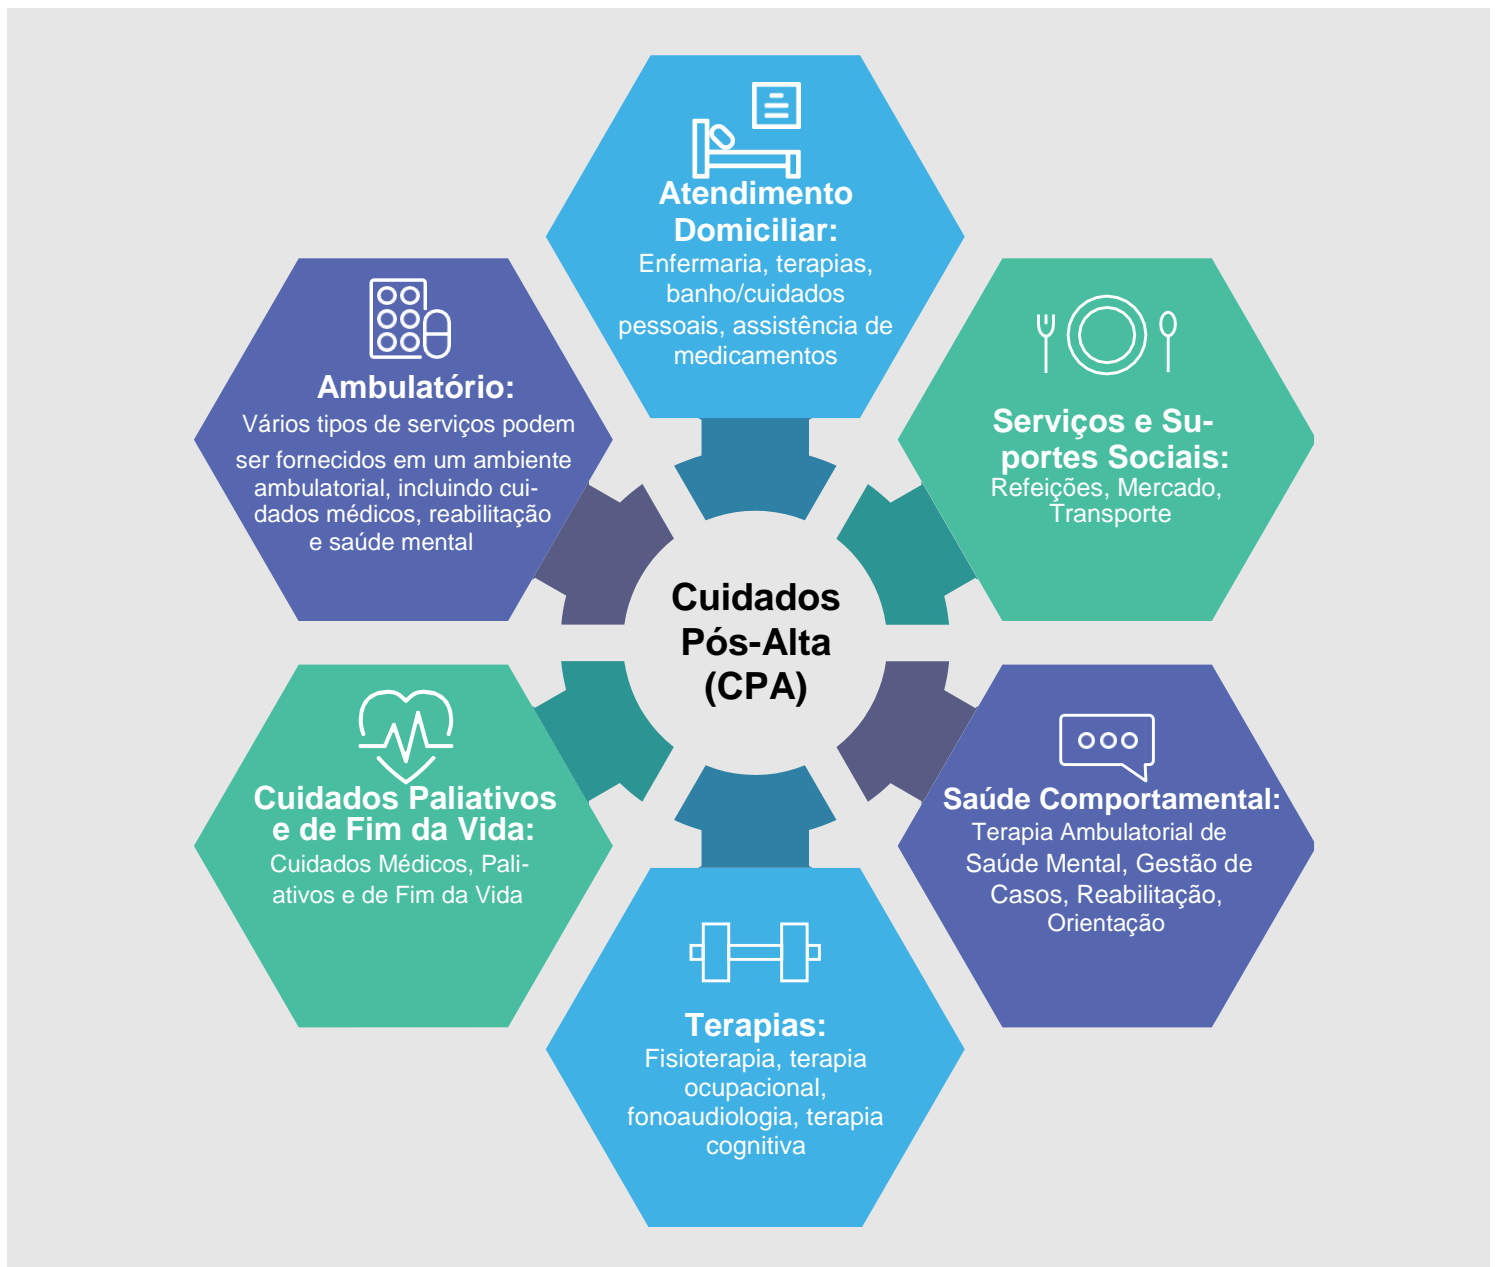 Atendimento
Domiciliar:
Enfermaria, terapias,
banho/cuidados
pessoais, assistência de
medicamentos
Serviços e Su-
portes Sociais:
Refeições, Mercado,
Transporte
Saúde Comportamental:
Terapia Ambulatorial de
Saúde Mental, Gestão de
Casos, Reabilitação,
Orientação
Terapias:
Fisioterapia, terapia
ocupacional,
fonoaudiologia, terapia
cognitiva
Cuidados Paliativos
e de Fim da Vida:
Cuidados Médicos, Pali-
ativos e de Fim da Vida
Ambulatório:
Vários tipos de serviços podem
ser fornecidos em um ambiente
ambulatorial, incluindo cui-
dados médicos, reabilitação
e saúde mental
Cuidados
Pós-Alta
(CPA)